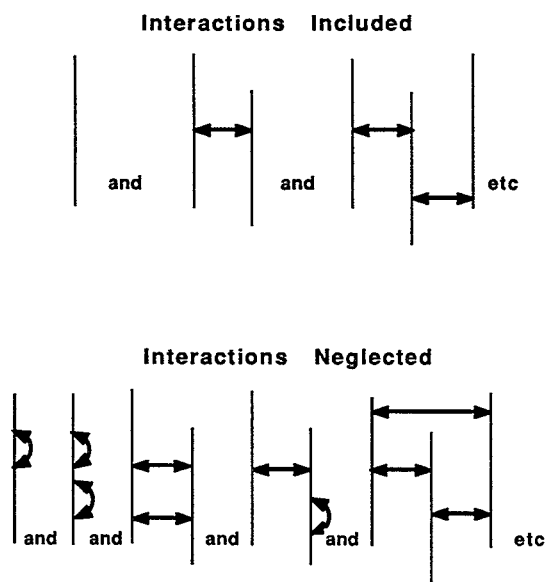 Interactions Included
and and etc
Interactions Neglected
and and and and etc